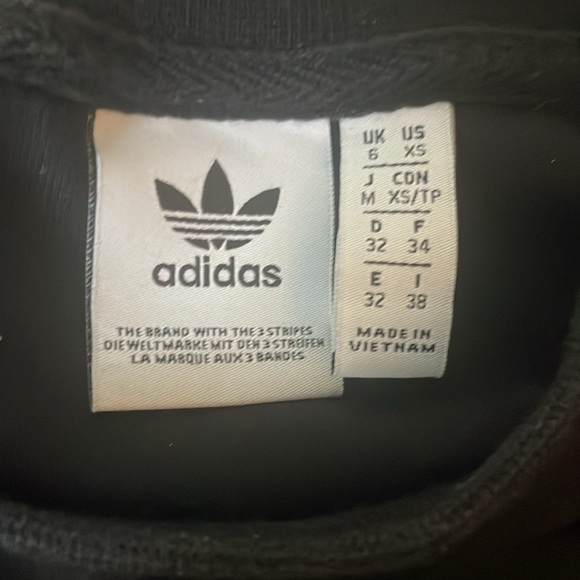 adidas
THE BRAND WITH THE 3 STRIPES
DIE WELTMARKE MIT DEN 3 STREIFEN
LA MARQUE AUX 3 BANDES
UK US
6 XS
J CDN
M XS/TP
D F
32 34
E I
32 38
MADE IN
VIETNAM